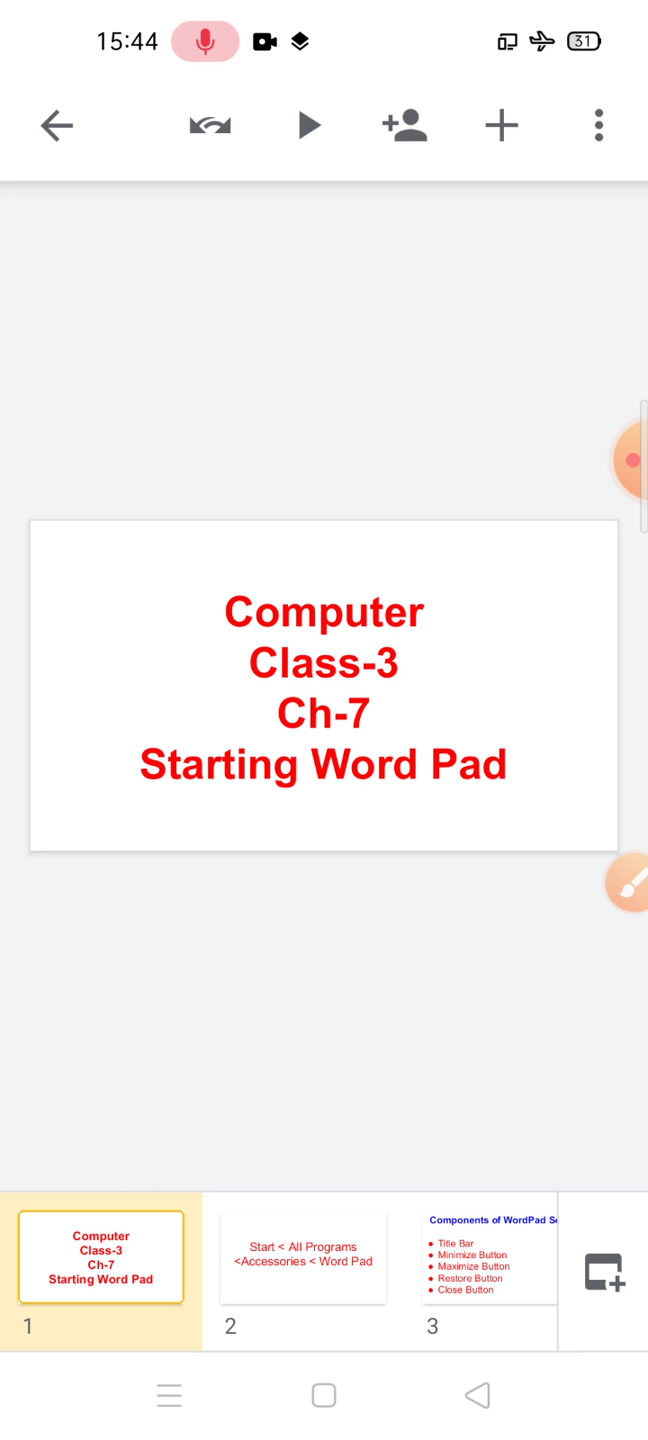 15:44
31
Computer
Class-3
Ch-7
Starting Word Pad
Computer
Class-3
Ch-7
Starting Word Pad
1
Start < All Programs
<Accessories < Word Pad
2
Components of WordPad
● Title Bar
● Minimize Button
● Maximize Button
● Restore Button
● Close Button
3